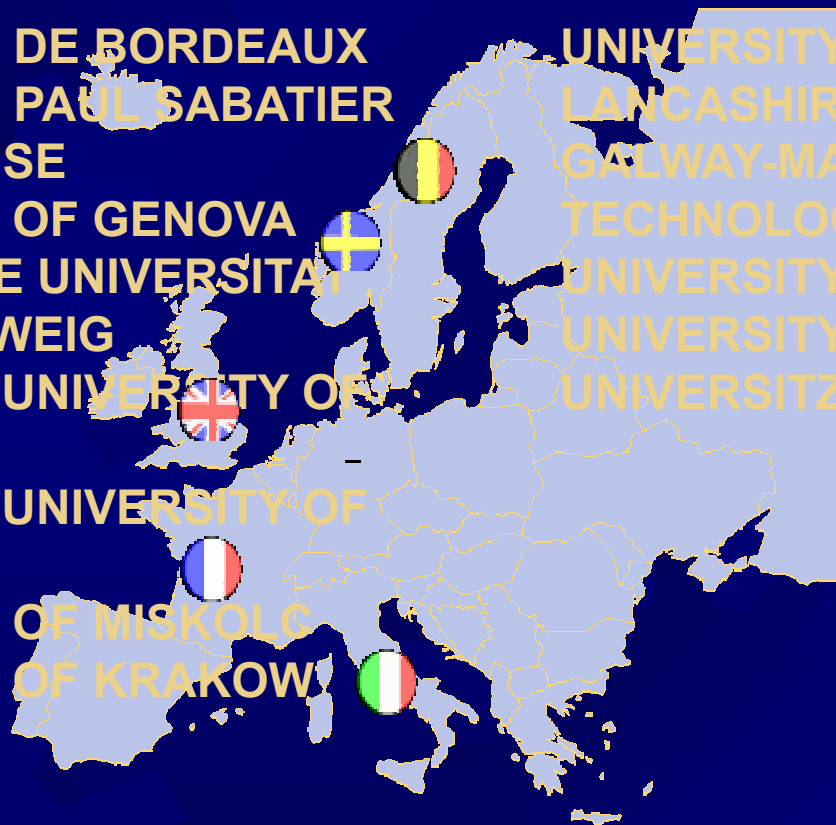 DE BORDEAUX
PAUL SABATIER
SE
OF GENOVA
E UNIVERSITAT
WEIG
UNIVERSITY OF
UNIVERSITY OF
OF MISKOLC
OF KRAKOW
UNIVERSITY
LANCASHIR
GALWAY-MA
TECHNOLOG
UNIVERSITY
UNIVERSITY
UNIVERSITZ